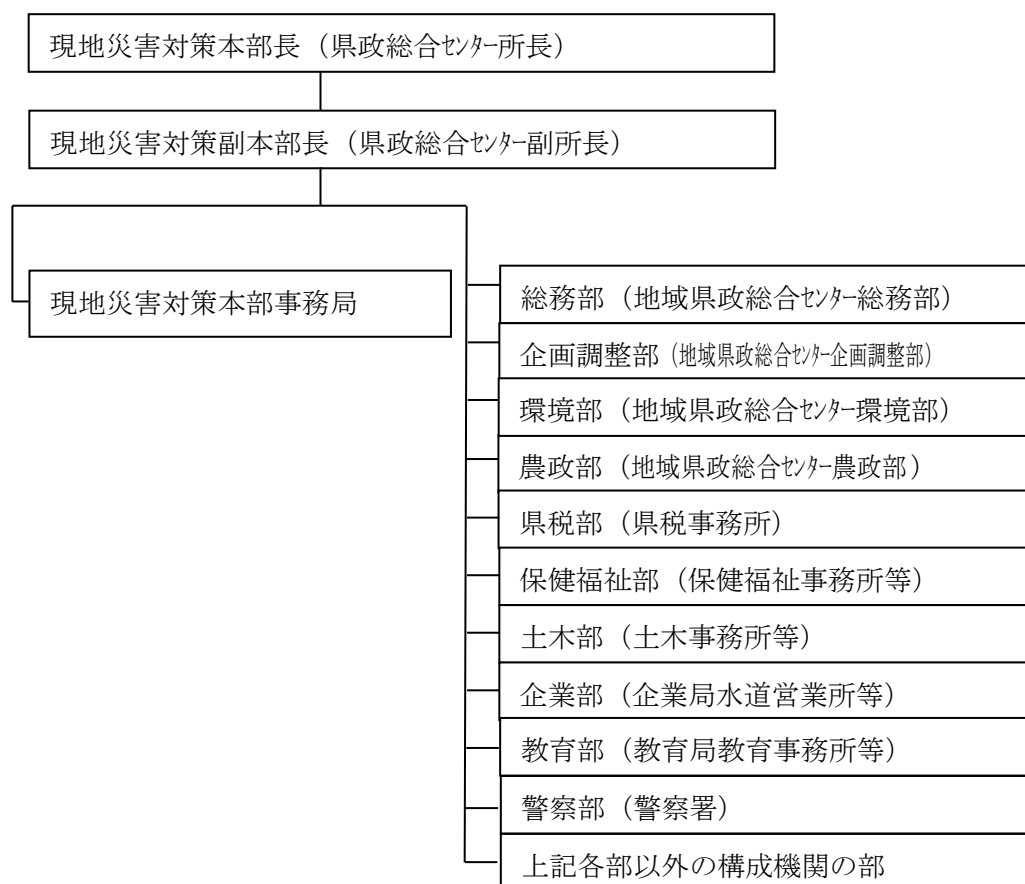 現地災害対策本部長（県政総合ｾﾝﾀｰ所長）
現地災害対策副本部長（県政総合ｾﾝﾀｰ副所長）
現地災害対策本部事務局
総務部（地域県政総合ｾﾝﾀｰ総務部）
企画調整部（地域県政総合ｾﾝﾀｰ企画調整部）
環境部（地域県政総合ｾﾝﾀｰ環境部）
農政部（地域県政総合ｾﾝﾀｰ農政部）
県税部（県税事務所）
保健福祉部（保健福祉事務所等）
土木部（土木事務所等）
企業部（企業局水道営業所等）
教育部（教育局教育事務所等）
警察部（警察署）
上記各部以外の構成機関の部